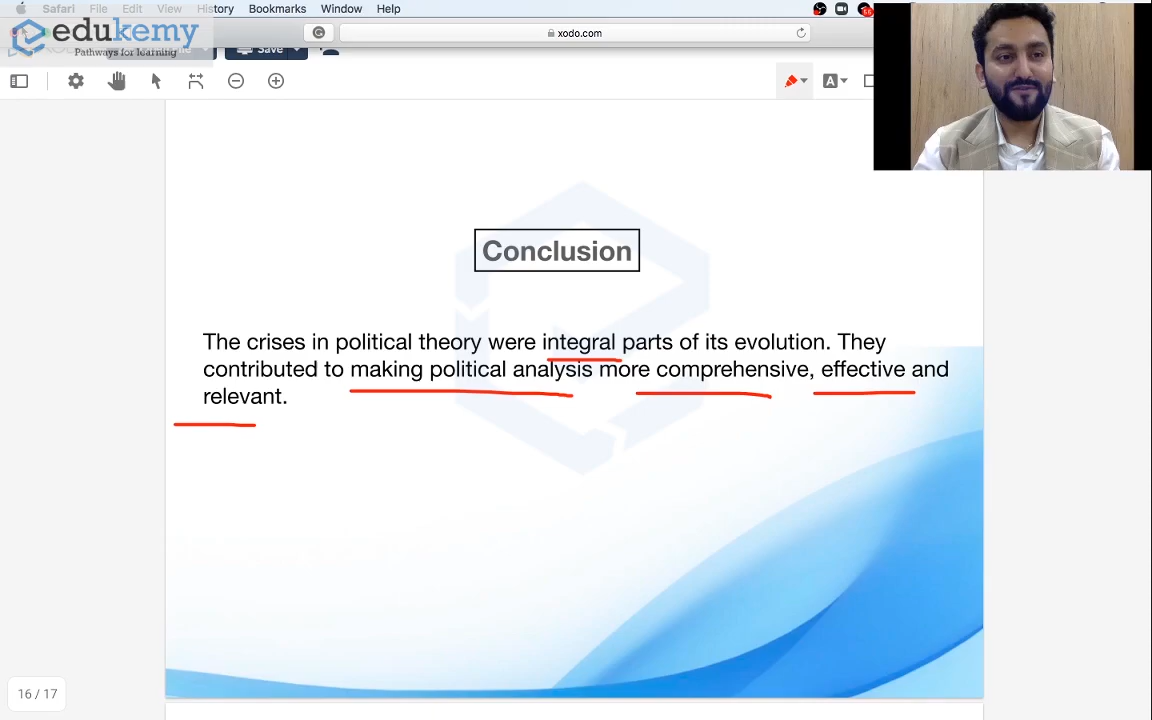 Safari File Edit View History Bookmarks Window Help
edukemy
Pathways for learning
Save
xodo.com
A
Conclusion
The crises in political theory were integral parts of its evolution. They
contributed to making political analysis more comprehensive, effective and
relevant.
16 / 17